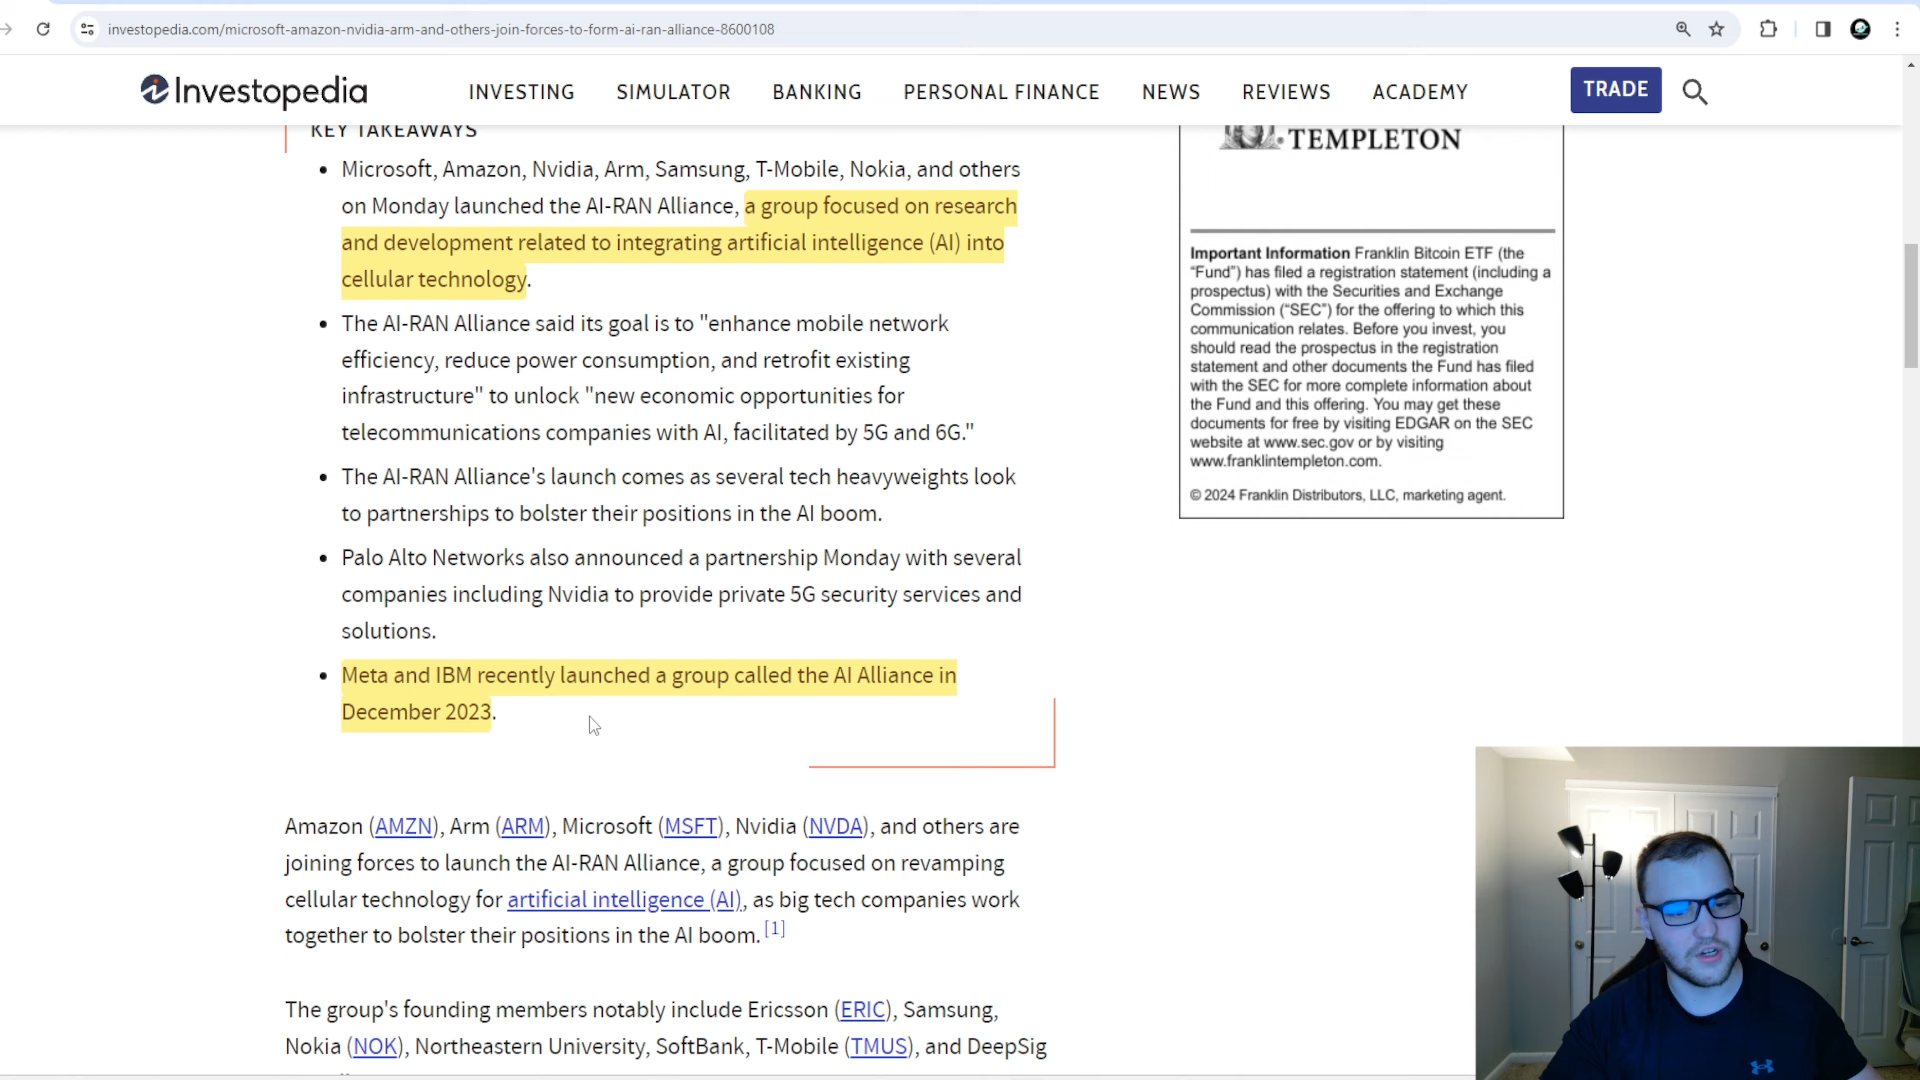 investopedia.com/microsoft-amazon-nvidia-arm-and-others-join-forces-to-form-ai-ran-alliance-8600108
Investopedia
INVESTING
SIMULATOR
BANKING
PERSONAL FINANCE
NEWS
REVIEWS
ACADEMY
TRADE
KEY TAKEAWAYS
• Microsoft, Amazon, Nvidia, Arm, Samsung, T-Mobile, Nokia, and others
on Monday launched the AI-RAN Alliance, a group focused on research
and development related to integrating artificial intelligence (AI) into
cellular technology.
• The AI-RAN Alliance said its goal is to "enhance mobile network
efficiency, reduce power consumption, and retrofit existing
infrastructure" to unlock "new economic opportunities for
telecommunications companies with AI, facilitated by 5G and 6G."
• The AI-RAN Alliance's launch comes as several tech heavyweights look
to partnerships to bolster their positions in the AI boom.
• Palo Alto Networks also announced a partnership Monday with several
companies including Nvidia to provide private 5G security services and
solutions.
• Meta and IBM recently launched a group called the AI Alliance in
December 2023.
Amazon (AMZN), Arm (ARM), Microsoft (MSFT), Nvidia (NVDA), and others are
joining forces to launch the AI-RAN Alliance, a group focused on revamping
cellular technology for artificial intelligence (AI), as big tech companies work
together to bolster their positions in the AI boom. [1]
The group's founding members notably include Ericsson (ERIC), Samsung,
Nokia (NOK), Northeastern University, SoftBank, T-Mobile (TMUS), and DeepSig
TEMPLETON
Important Information Franklin Bitcoin ETF (the
“Fund”) has filed a registration statement (including a
prospectus) with the Securities and Exchange
Commission (“SEC”) for the offering to which this
communication relates. Before you invest, you
should read the prospectus in the registration
statement and other documents the Fund has filed
with the SEC for more complete information about
the Fund and this offering. You may get these
documents for free by visiting EDGAR on the SEC
website at www.sec.gov or by visiting
www.franklintempleton.com.
© 2024 Franklin Distributors, LLC, marketing agent.